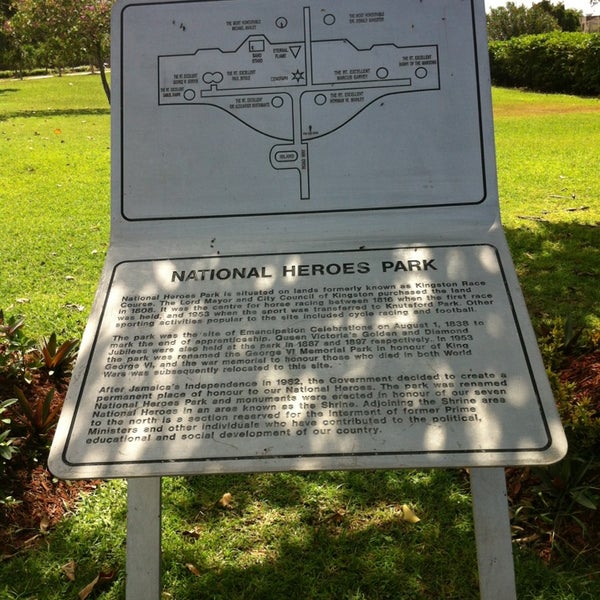 THE MOST HONOURABLE
MICHAEL MANLEY
THE MOST HONOURABLE
BAND
STAND
ETERNAL
FLAME
CENOTAPH
THE RT. EXCELLENT
THE RT. EXCELLENT
PAUL BOGLE
THE RT. EXCELLENT
MARCUS GARVEY
THE RT. EXCELLENT
NANNY OF THE MAROONS
THE RT. EXCELLENT
SAMUEL SHARPE
THE RT. EXCELLENT
SIR ALEXANDER BUSTAMANTE
THE RT. EXCELLENT
NORMAN W. MANLEY
ISLAND
ROAD WAY
NATIONAL HEROES PARK
National Heroes Park is situated on lands formerly known as Kingston Race
Course. The Lord Mayor and City Council of Kingston purchased the land
in 1808. It was the centre for horse racing between 1816 when the first race
was held, and 1953 when the sport was transferred to Knutsford Park. Other
sporting activities popular to the site included cycle racing and football.
The park was the site of Emancipation Celebrations on August 1, 1838 to
mark the end of apprenticeship. Queen Victoria's Golden and Diamond
Jubilees were also held at the park in 1887 and 1897 respectively. In 1953
the park was renamed the George VI Memorial Park in honour of King
George VI, and the war memorial to honour those who died in both World
Wars was subsequently relocated to this site.
After Jamaica's Independence in 1962, the Government decided to create a
permanent place of honour to our National Heroes. The park was renamed
National Heroes Park and monuments were erected in honour of our seven
National Heroes in an area known as the Shrine. Adjoining the Shrine area
to the north is a section reserved for the interment of former Prime
Ministers and other individuals who have contributed to the political,
educational and social development of our country.